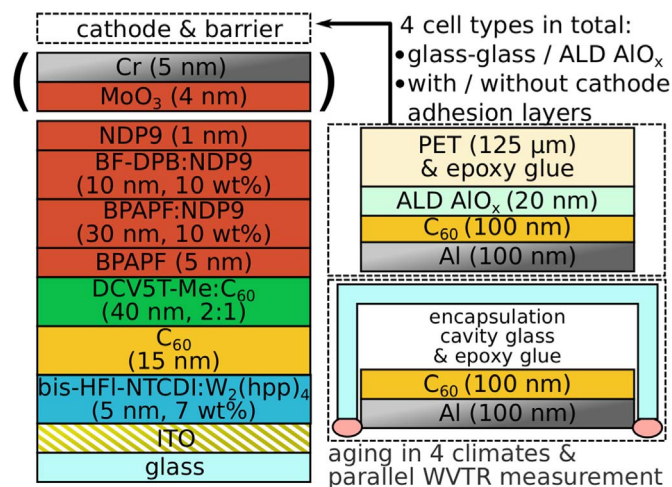 cathode & barrier
Cr (5 nm)
MoO₃ (4 nm)
NDP9 (1 nm)
BF-DPB:NDP9
(10 nm, 10 wt%)
BPAPF:NDP9
(30 nm, 10 wt%)
BPAPF (5 nm)
DCV5T-Me:C₆₀
(40 nm, 2:1)
C₆₀
(15 nm)
bis-HFl-NTCDI:W₂(hpp)₄
(5 nm, 7 wt%)
ITO
glass
4 cell types in total:
•glass-glass / ALD AlOₓ
•with / without cathode
adhesion layers
PET (125 µm)
& epoxy glue
ALD AlOₓ (20 nm)
C₆₀ (100 nm)
Al (100 nm)
encapsulation
cavity glass
& epoxy glue
C₆₀ (100 nm)
Al (100 nm)
aging in 4 climates &
parallel WVTR measurement